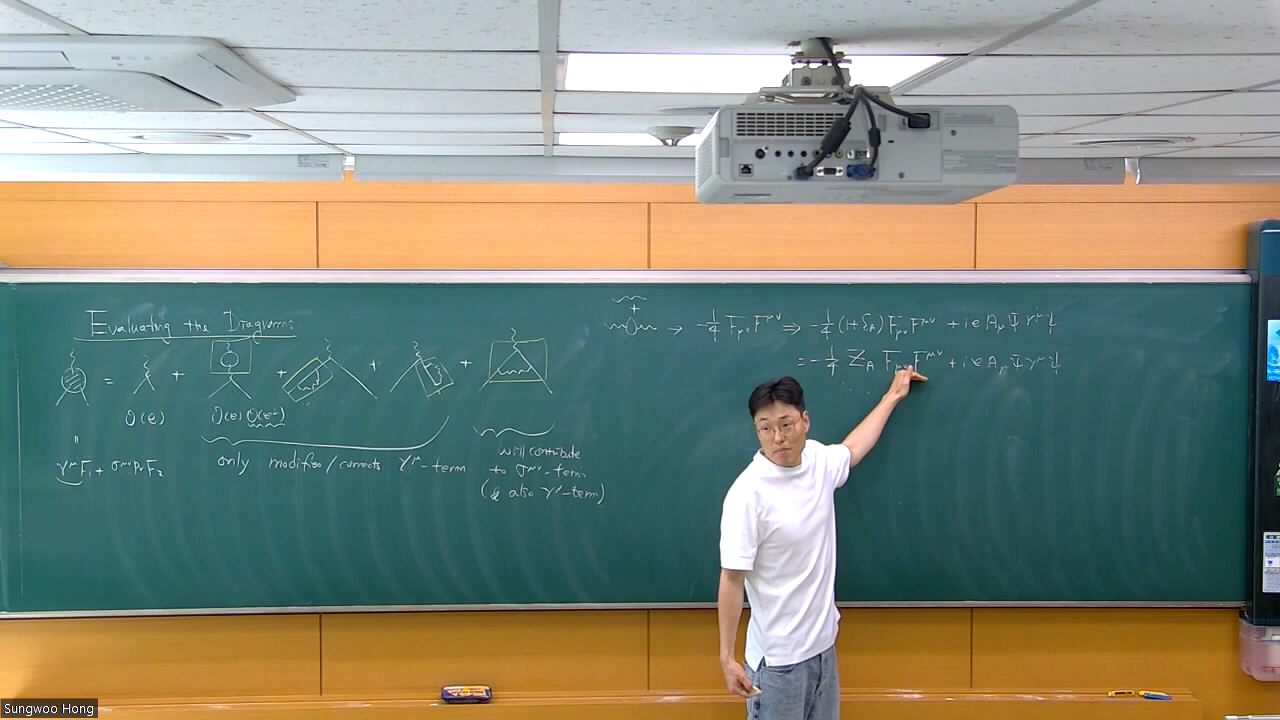 Evaluating the Diagrams
= + + + +
O(e)
O(e) O(e²)
"
γ^μ F₁ + σ^μν p_ν F₂
only modifies/corrects γ^μ-term
will contribute
to σ^μν-term
(& also γ^μ-term)
+
→ -1/4 F_μν F^μν ⇒ -1/4 (1+δ_A) F_μν F^μν + ie A_μ Ψ̄ γ^μ ψ
= -1/4 Z_A F_μν F^μν + ie A_μ Ψ̄ γ^μ ψ
Sungwoo Hong